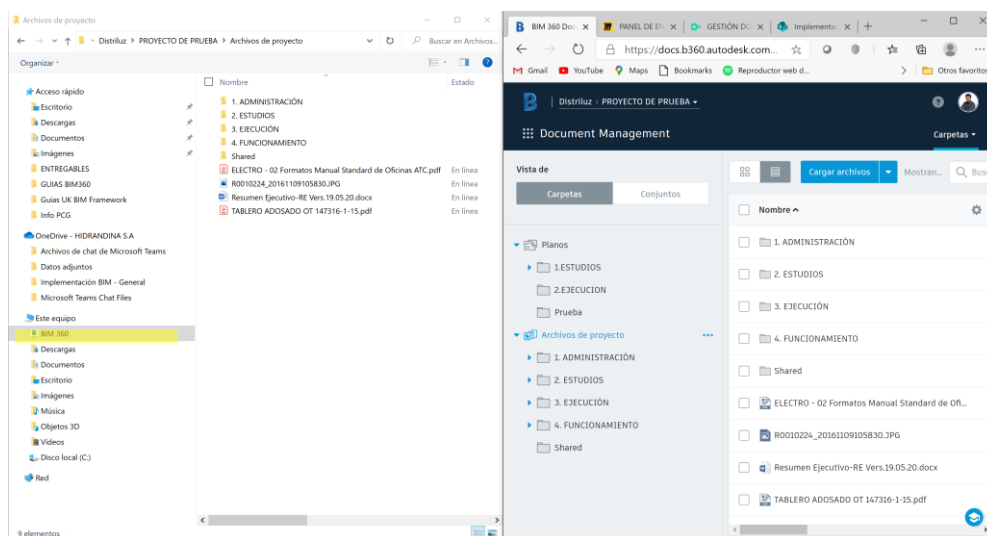 Archivos de proyecto
Distriluz > PROYECTO DE PRUEBA > Archivos de proyecto
Buscar en Archivos...
Organizar
Nombre
Estado
Acceso rápido
Escritorio
Descargas
Documentos
Imágenes
ENTREGABLES
GUIAS BIM360
Guias UK BIM Framework
Info PCG
OneDrive - HIDRANDINA S.A
Archivos de chat de Microsoft Teams
Datos adjuntos
Implementación BIM - General
Microsoft Teams Chat Files
Este equipo
BIM 360
Descargas
Documentos
Escritorio
Imágenes
Música
Objetos 3D
Vídeos
Disco local (C:)
Red
9 elementos
1. ADMINISTRACIÓN
2. ESTUDIOS
3. EJECUCIÓN
4. FUNCIONAMIENTO
Shared
ELECTRO - 02 Formatos Manual Standard de Oficinas ATC.pdf En línea
R0010224_20161109105830.JPG En línea
Resumen Ejecutivo-RE Vers.19.05.20.docx En línea
TABLERO ADOSADO OT 147316-1-15.pdf En línea
BIM 360 Doc
PANEL DE EN
GESTIÓN DO
Implementac
https://docs.b360.autodesk.com...
Gmail YouTube Maps Bookmarks Reproductor web d... Otros favoritos
Distriluz > PROYECTO DE PRUEBA
Document Management
Carpetas
Vista de
Carpetas Conjuntos
Planos
1.ESTUDIOS
2.EJECUCION
Prueba
Archivos de proyecto
1. ADMINISTRACIÓN
2. ESTUDIOS
3. EJECUCIÓN
4. FUNCIONAMIENTO
Shared
Cargar archivos Mostran... Busc
Nombre
1. ADMINISTRACIÓN
2. ESTUDIOS
3. EJECUCIÓN
4. FUNCIONAMIENTO
Shared
ELECTRO - 02 Formatos Manual Standard de Ofi...
R0010224_20161109105830.JPG
Resumen Ejecutivo-RE Vers.19.05.20.docx
TABLERO ADOSADO OT 147316-1-15.pdf